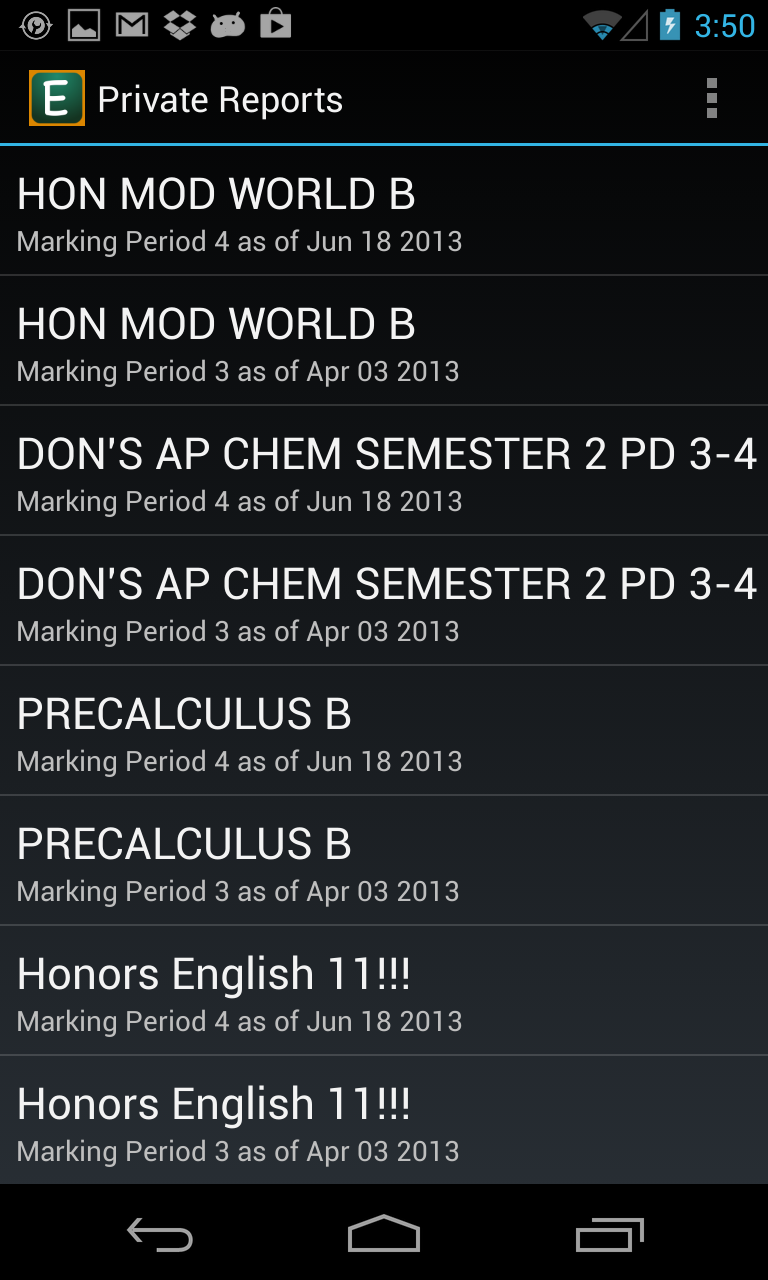 3:50
E Private Reports
HON MOD WORLD B
Marking Period 4 as of Jun 18 2013
HON MOD WORLD B
Marking Period 3 as of Apr 03 2013
DON'S AP CHEM SEMESTER 2 PD 3-4
Marking Period 4 as of Jun 18 2013
DON'S AP CHEM SEMESTER 2 PD 3-4
Marking Period 3 as of Apr 03 2013
PRECALCULUS B
Marking Period 4 as of Jun 18 2013
PRECALCULUS B
Marking Period 3 as of Apr 03 2013
Honors English 11!!!
Marking Period 4 as of Jun 18 2013
Honors English 11!!!
Marking Period 3 as of Apr 03 2013